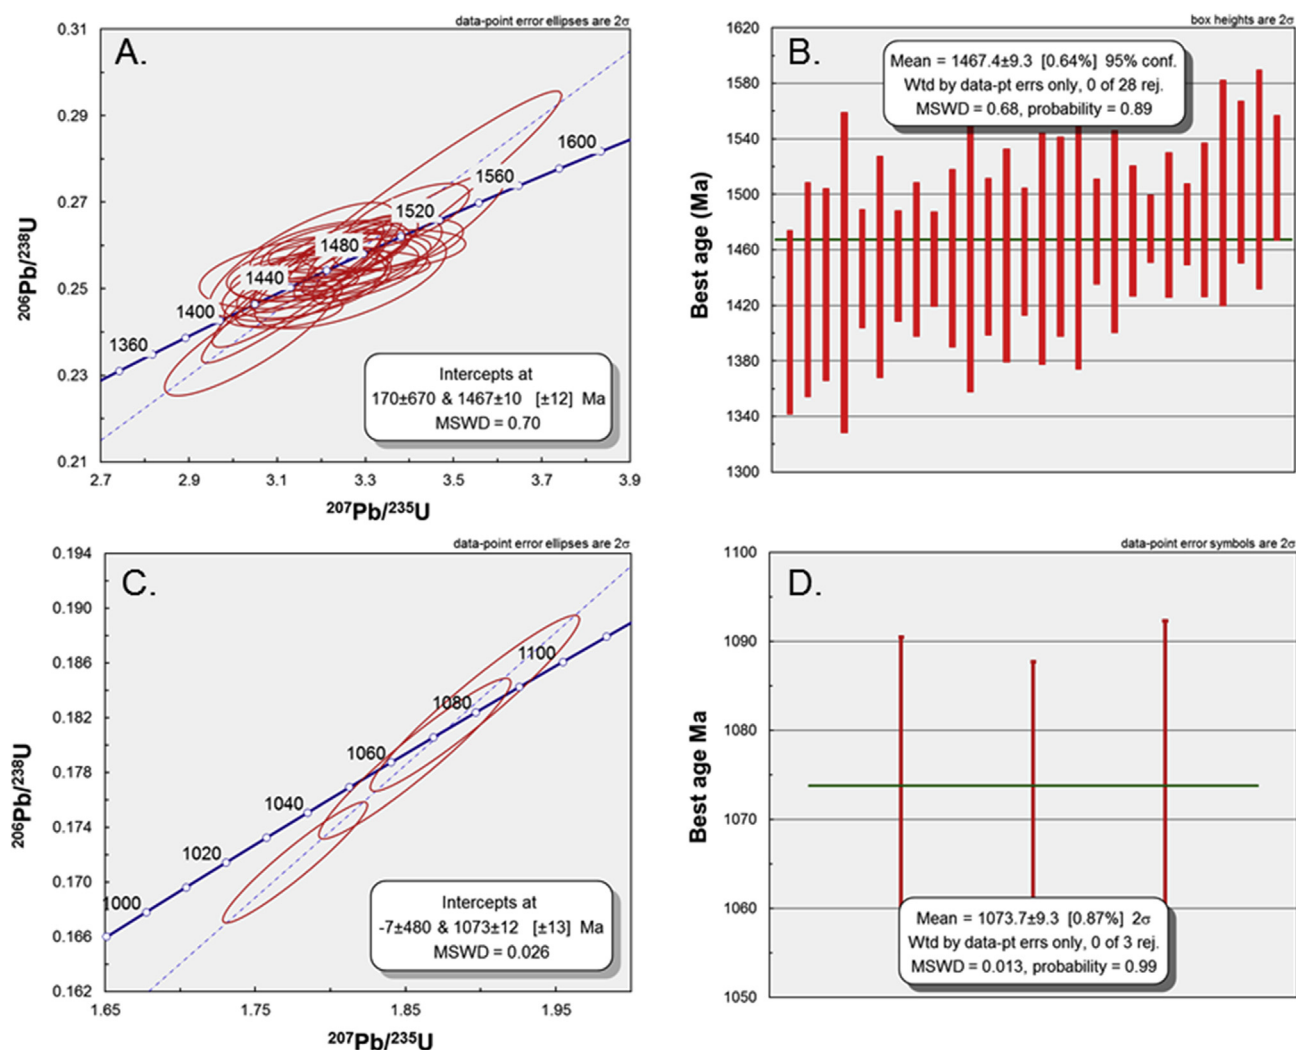 data-point error ellipses are 2σ
A.
0.31
0.29
0.27
0.25
0.23
0.21
²⁰⁶Pb/²³⁸U
1600
1560
1520
1480
1440
1400
1360
Intercepts at
170±670 & 1467±10 [±12] Ma
MSWD = 0.70
2.7 2.9 3.1 3.3 3.5 3.7 3.9
²⁰⁷Pb/²³⁵U
box heights are 2σ
B.
Mean = 1467.4±9.3 [0.64%] 95% conf.
Wtd by data-pt errs only, 0 of 28 rej.
MSWD = 0.68, probability = 0.89
1620
1580
1540
1500
1460
1420
1380
1340
1300
Best age (Ma)
data-point error ellipses are 2σ
C.
0.194
0.190
0.186
0.182
0.178
0.174
0.170
0.166
0.162
²⁰⁶Pb/²³⁸U
1100
1080
1060
1040
1020
1000
Intercepts at
-7±480 & 1073±12 [±13] Ma
MSWD = 0.026
1.65 1.75 1.85 1.95
²⁰⁷Pb/²³⁵U
data-point error symbols are 2σ
D.
1100
1090
1080
1070
1060
1050
Best age Ma
Mean = 1073.7±9.3 [0.87%] 2σ
Wtd by data-pt errs only, 0 of 3 rej.
MSWD = 0.013, probability = 0.99